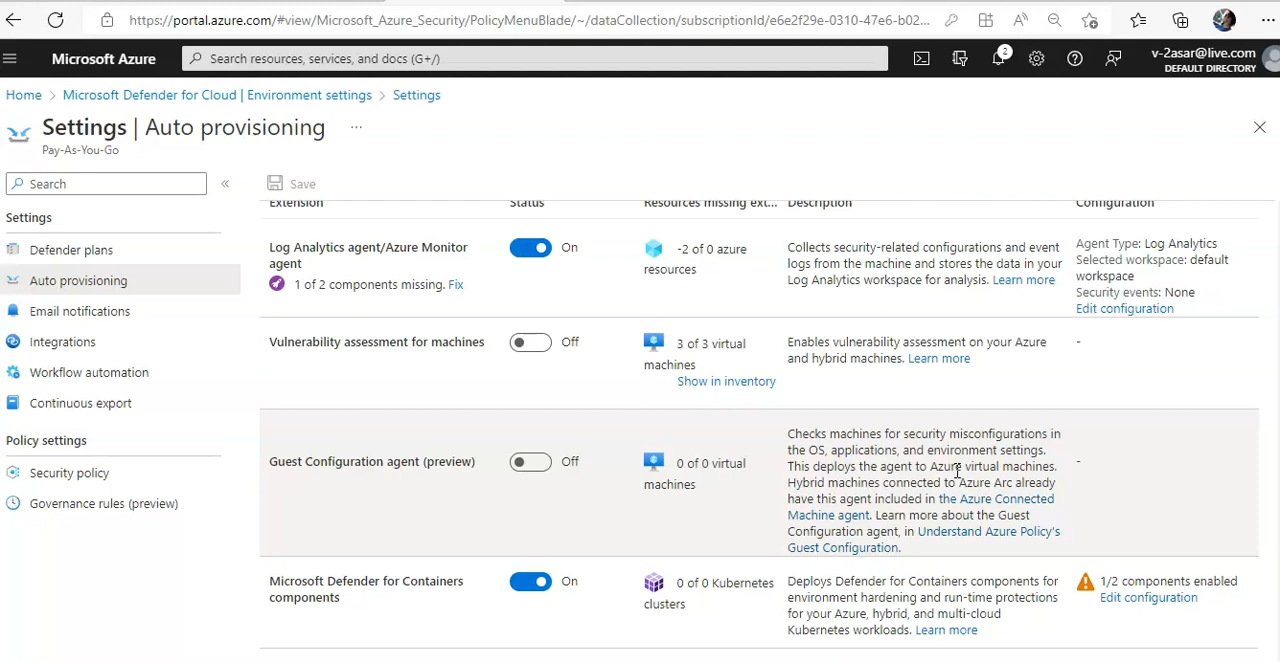 https://portal.azure.com/#view/Microsoft_Azure_Security/PolicyMenuBlade/~/dataCollection/subscriptionId/e6e2f29e-0310-47e6-b02...
Microsoft Azure
Search resources, services, and docs (G+/)
2
v-2asar@live.com
DEFAULT DIRECTORY
Home > Microsoft Defender for Cloud | Environment settings > Settings
Settings | Auto provisioning ...
Pay-As-You-Go
Search
«
Save
Settings
Defender plans
Auto provisioning
Email notifications
Integrations
Workflow automation
Continuous export
Policy settings
Security policy
Governance rules (preview)
Extension
Status
Resources missing ext...
Description
Configuration
Log Analytics agent/Azure Monitor
agent
1 of 2 components missing. Fix
On
-2 of 0 azure
resources
Collects security-related configurations and event
logs from the machine and stores the data in your
Log Analytics workspace for analysis. Learn more
Agent Type: Log Analytics
Selected workspace: default
workspace
Security events: None
Edit configuration
Vulnerability assessment for machines
Off
3 of 3 virtual
machines
Show in inventory
Enables vulnerability assessment on your Azure
and hybrid machines. Learn more
-
Guest Configuration agent (preview)
Off
0 of 0 virtual
machines
Checks machines for security misconfigurations in
the OS, applications, and environment settings.
This deploys the agent to Azure virtual machines.
Hybrid machines connected to Azure Arc already
have this agent included in the Azure Connected
Machine agent. Learn more about the Guest
Configuration agent, in Understand Azure Policy's
Guest Configuration.
-
Microsoft Defender for Containers
components
On
0 of 0 Kubernetes
clusters
Deploys Defender for Containers components for
environment hardening and run-time protections
for your Azure, hybrid, and multi-cloud
Kubernetes workloads. Learn more
1/2 components enabled
Edit configuration